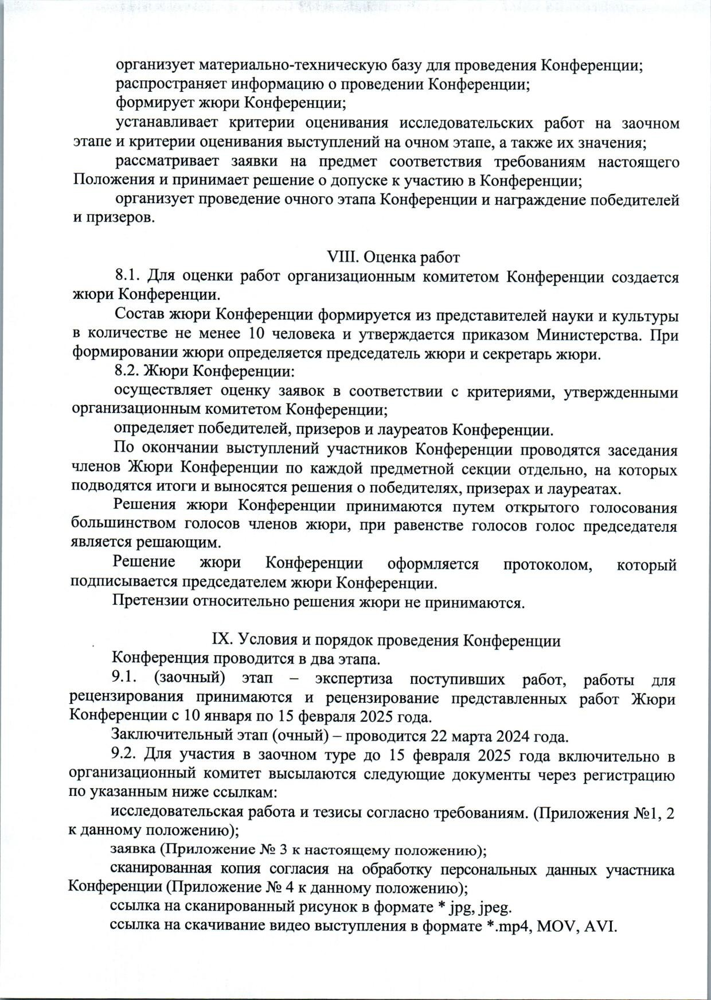 организует материально-техническую базу для проведения Конференции;
распространяет информацию о проведении Конференции;
формирует жюри Конференции;
устанавливает критерии оценивания исследовательских работ на заочном
этапе и критерии оценивания выступлений на очном этапе, а также их значения;
рассматривает заявки на предмет соответствия требованиям настоящего
Положения и принимает решение о допуске к участию в Конференции;
организует проведение очного этапа Конференции и награждение победителей
и призеров.
VIII. Оценка работ
8.1. Для оценки работ организационным комитетом Конференции создается
жюри Конференции.
Состав жюри Конференции формируется из представителей науки и культуры
в количестве не менее 10 человека и утверждается приказом Министерства. При
формировании жюри определяется председатель жюри и секретарь жюри.
8.2. Жюри Конференции:
осуществляет оценку заявок в соответствии с критериями, утвержденными
организационным комитетом Конференции;
определяет победителей, призеров и лауреатов Конференции.
По окончании выступлений участников Конференции проводятся заседания
членов Жюри Конференции по каждой предметной секции отдельно, на которых
подводятся итоги и выносятся решения о победителях, призерах и лауреатах.
Решения жюри Конференции принимаются путем открытого голосования
большинством голосов членов жюри, при равенстве голосов голос председателя
является решающим.
Решение жюри Конференции оформляется протоколом, который
подписывается председателем жюри Конференции.
Претензии относительно решения жюри не принимаются.
IX. Условия и порядок проведения Конференции
Конференция проводится в два этапа.
9.1. (заочный) этап – экспертиза поступивших работ, работы для
рецензирования принимаются и рецензирование представленных работ Жюри
Конференции с 10 января по 15 февраля 2025 года.
Заключительный этап (очный) – проводится 22 марта 2024 года.
9.2. Для участия в заочном туре до 15 февраля 2025 года включительно в
организационный комитет высылаются следующие документы через регистрацию
по указанным ниже ссылкам:
исследовательская работа и тезисы согласно требованиям. (Приложения №1, 2
к данному положению);
заявка (Приложение № 3 к настоящему положению);
сканированная копия согласия на обработку персональных данных участника
Конференции (Приложение № 4 к данному положению);
ссылка на сканированный рисунок в формате * jpg, jpeg.
ссылка на скачивание видео выступления в формате *.mp4, MOV, AVI.